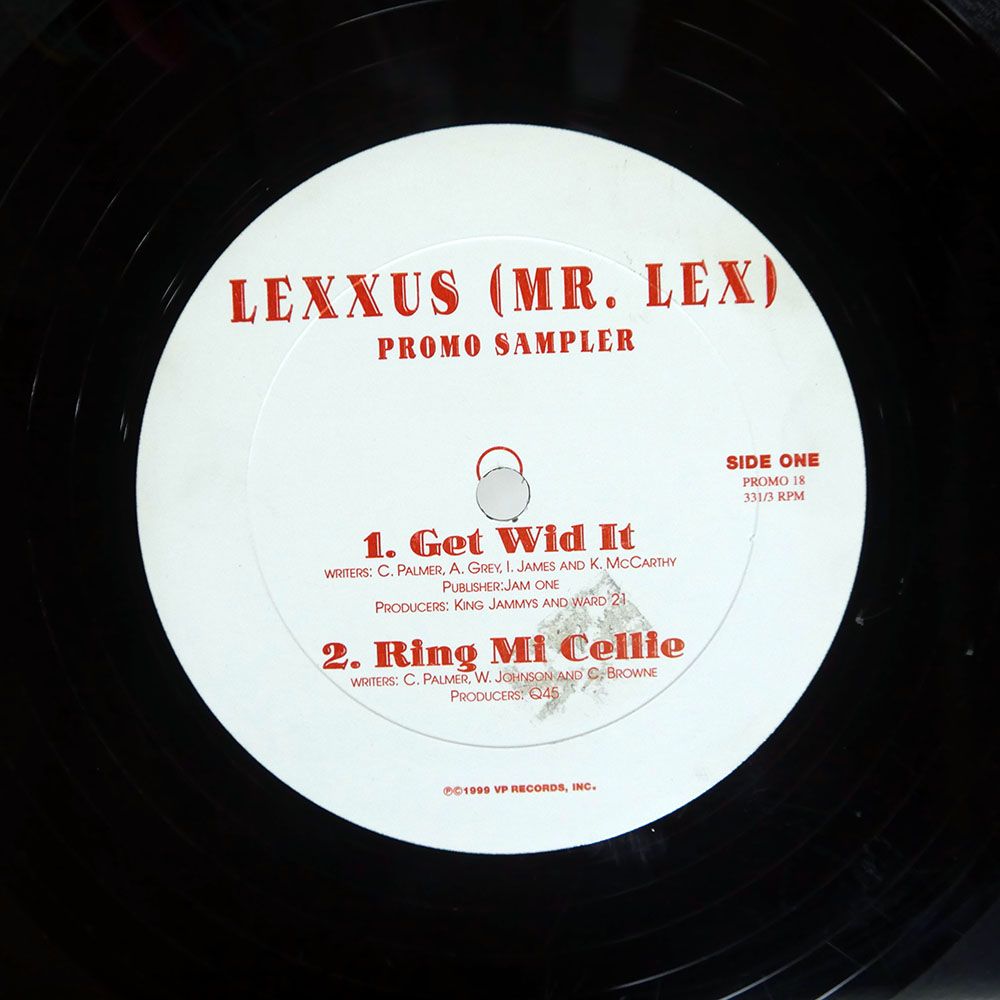 LEXXUS (MR. LEX)
PROMO SAMPLER
SIDE ONE
PROMO 18
331/3 RPM
1. Get Wid It
WRITERS: C. PALMER, A. GREY, I. JAMES AND K. MCCARTHY
PUBLISHER:JAM ONE
PRODUCERS: KING JAMMYS AND WARD 21
2. Ring Mi Cellie
WRITERS: C. PALMER, W. JOHNSON AND C. BROWNE
PRODUCERS: Q45
℗©1999 VP RECORDS, INC.